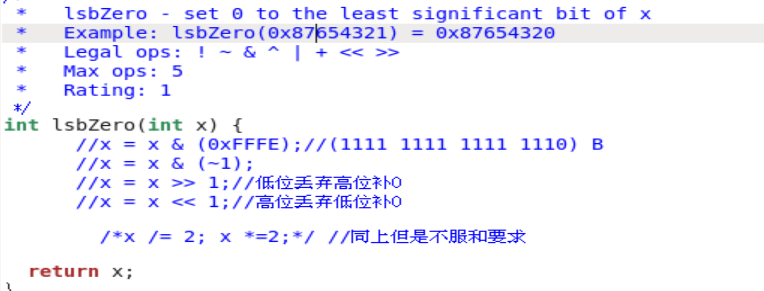 *   lsbZero - set 0 to the least significant bit of x
*   Example: lsbZero(0x87654321) = 0x87654320
*   Legal ops: ! ~ & ^ | + << >>
*   Max ops: 5
*   Rating: 1
*/
int lsbZero(int x) {
//x = x & (0xFFFE);//(1111 1111 1111 1110) B
//x = x & (~1);
//x = x >> 1;//低位丢弃高位补0
//x = x << 1;//高位丢弃低位补0
/*x /= 2; x *=2;*/ //同上但是不服和要求
return x;
}